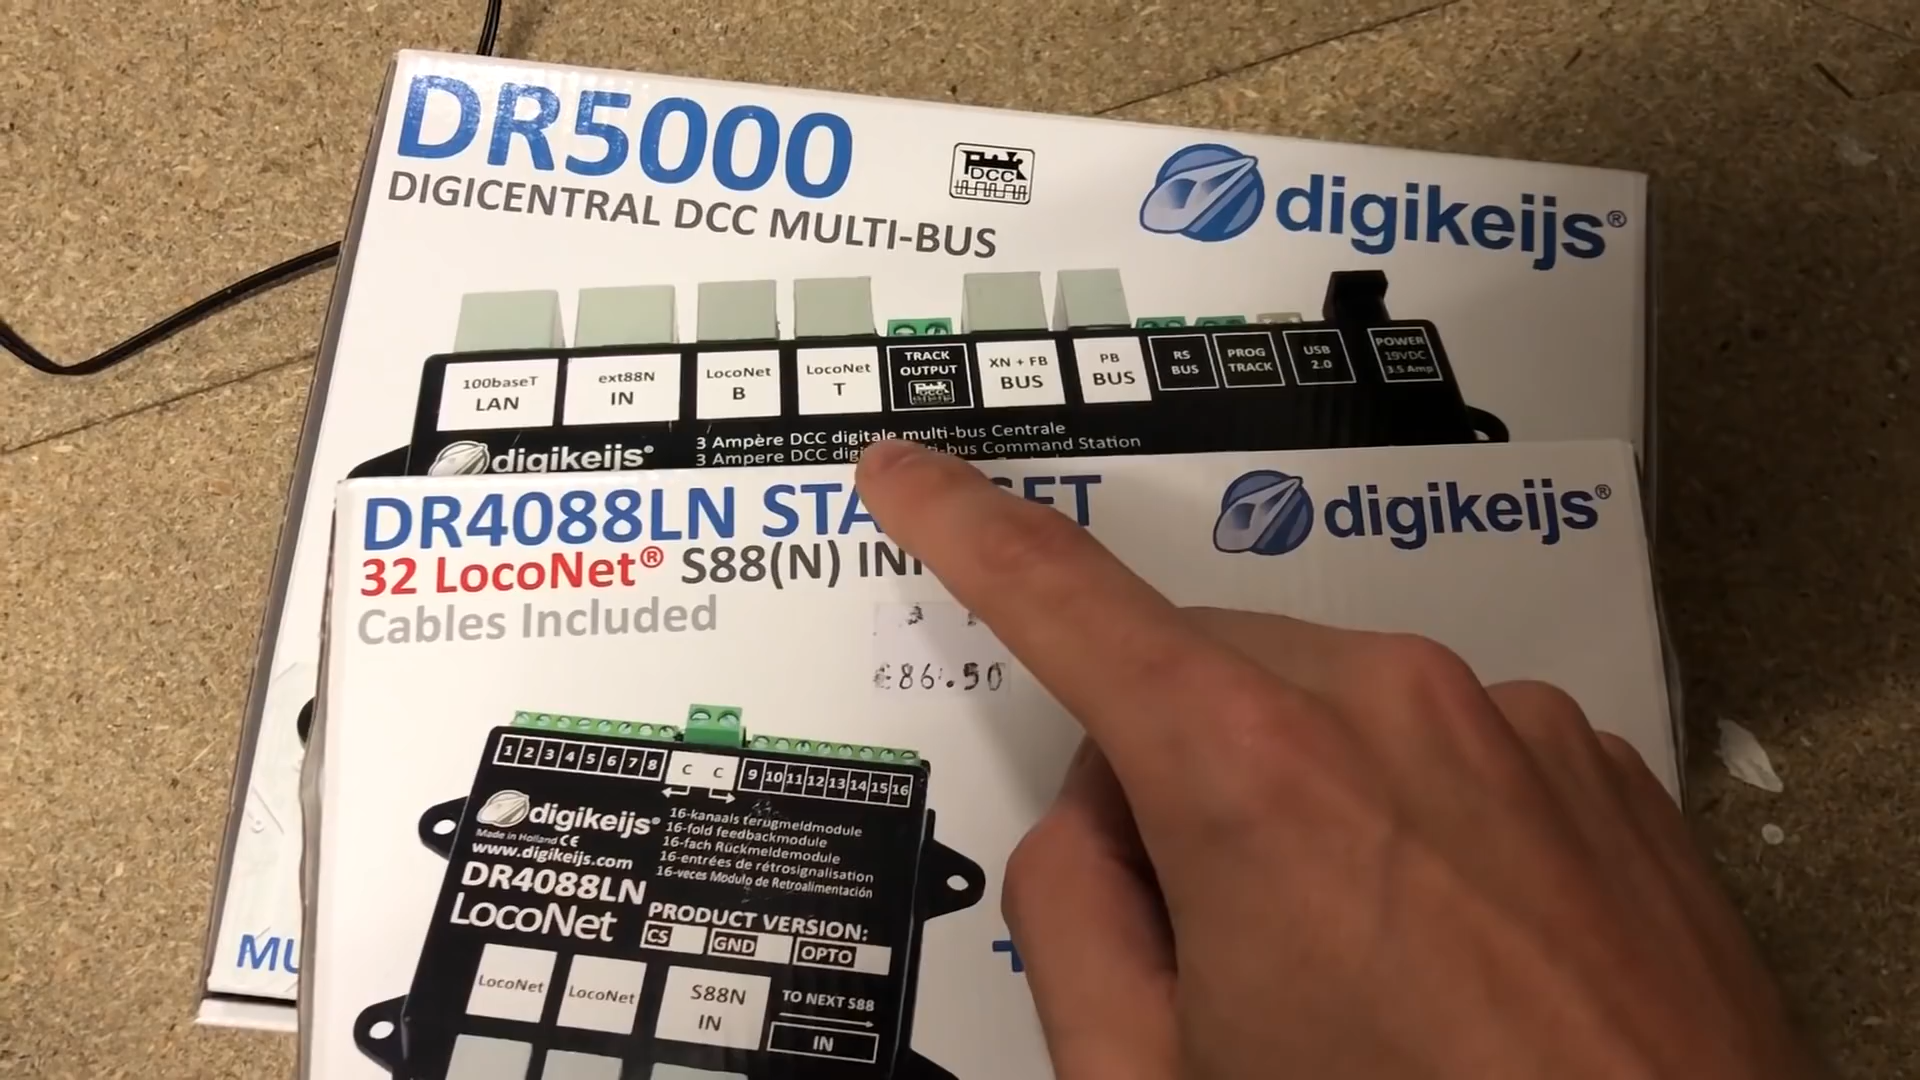 DR5000
DIGICENTRAL DCC MULTI-BUS
DCC
digikeijs®
100baseT
LAN
ext88N
IN
LocoNet
B
LocoNet
T
TRACK
OUTPUT
XN + FB
BUS
PB
BUS
RS
BUS
PROG
TRACK
USB
2.0
POWER
19VDC
3.5 Amp
digikeijs®
3 Ampère DCC digitale multi-bus Centrale
3 Ampere DCC -bus Command Station
DR4088LN
digikeijs®
32 LocoNet® S88(N)
Cables Included
€86.50
1 2 3 4 5 6 7 8 C C 9 10 11 12 13 14 15 16
digikeijs®
Made in Holland CE
www.digikeijs.com
16-kanaals terugmeldmodule
16-fold feedbackmodule
16-fach Rückmeldemodule
16-entrées de rétrosignalisation
16-veces Modulo de Retroalimentación
DR4088LN
LocoNet
PRODUCT VERSION:
CS GND OPTO
LocoNet
LocoNet
S88N
IN
TO NEXT S88
IN